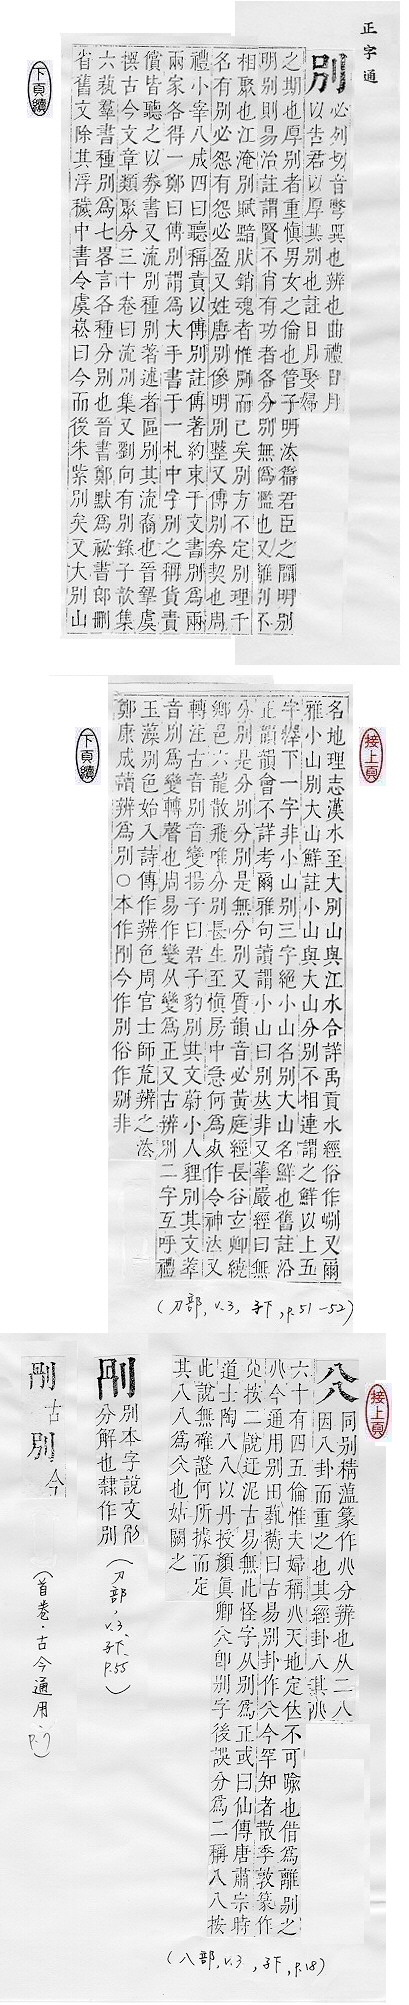 正字通
別
必列切音彆異也辨也曲禮日月
以告君以厚其別也註日月娶婦
之期也厚別者重慎男女之倫也管子明法篇君臣之間明別
明別則易治註謂賢不肖有功者各分別無為濫也又離別不
相聚也江淹別賦黯肰銷魂者惟別而已矣別方不定別理千
名有別必怨有怨必盈又姓唐別傪明別整又傅別券契也周
禮小宰八成四曰聽稱責以傅別註傅著約束于文書別為兩
兩家各得一鄭曰傅別謂為大手書于一札中字別之稱貨責
償皆聽之以券書又流別種別著述者區別其流裔也晉摯虞
撰古今文章類聚分三十卷曰流別集又劉向有別錄子歆集
六蓺羣書種別為七畧言各種分別也晉書鄭默為祕書郎刪
省舊文除其浮穢中書令虞崧曰今而後朱紫別矣又大別山
下頁續
接上頁
名地理志漢水至大別山與江水合詳禹貢水經俗作𡶫又爾
雅小山別大山鮮註小山與大山分別不相連謂之鮮以上五
字釋下一字非小山別三字絕小山名別大山名鮮也舊註沿
正韻韻會不詳考爾雅句讀謂小山曰別𠀤非又華嚴經曰無
分別是分別分別是無分別又質韻音必黃庭經長谷玄鄉繞
鄉邑六龍散飛唯分別長生至慎房中急何為死作令神泣又
轉注古音別音變揚子曰君子豹別其文蔚小人貍別其文萃
音別為變轉聲也周易作變从變為正又古辨別二字互呼禮
玉藻別色始入詩傳作辨色周官士師荒辨之法
鄭康成讀辨為別○本作𠛰今作別俗作别非
下頁續
(刀部, v.3, 子下, p.51-52)
接上頁
𠔁
同別精薀篆作𠔁分辨也从二八
因八卦而重之也其經卦八其𠔁
六十有四五倫惟夫婦稱𠔁天地定位不可踰也借為離別之
𠔁今通用別田藝蘅曰古易別卦作𠔁今罕知者散季敦篆作
𠔁按二說迂泥古易無此怪字从別為正或曰仙傳唐肅宗時
道士陶八八以丹授顏真卿𠔁卽別字後誤分為二稱八八按
此說無確證何所據而定
其八八為𠔁也姑闕之
(八部, v.3, 子下, p.18)
𠛰
別本字說文𠛰
分解也隸作別
(刀部, v.3, 子下, p.55)
𠛰古別今
(首卷·古今通用, p.7)